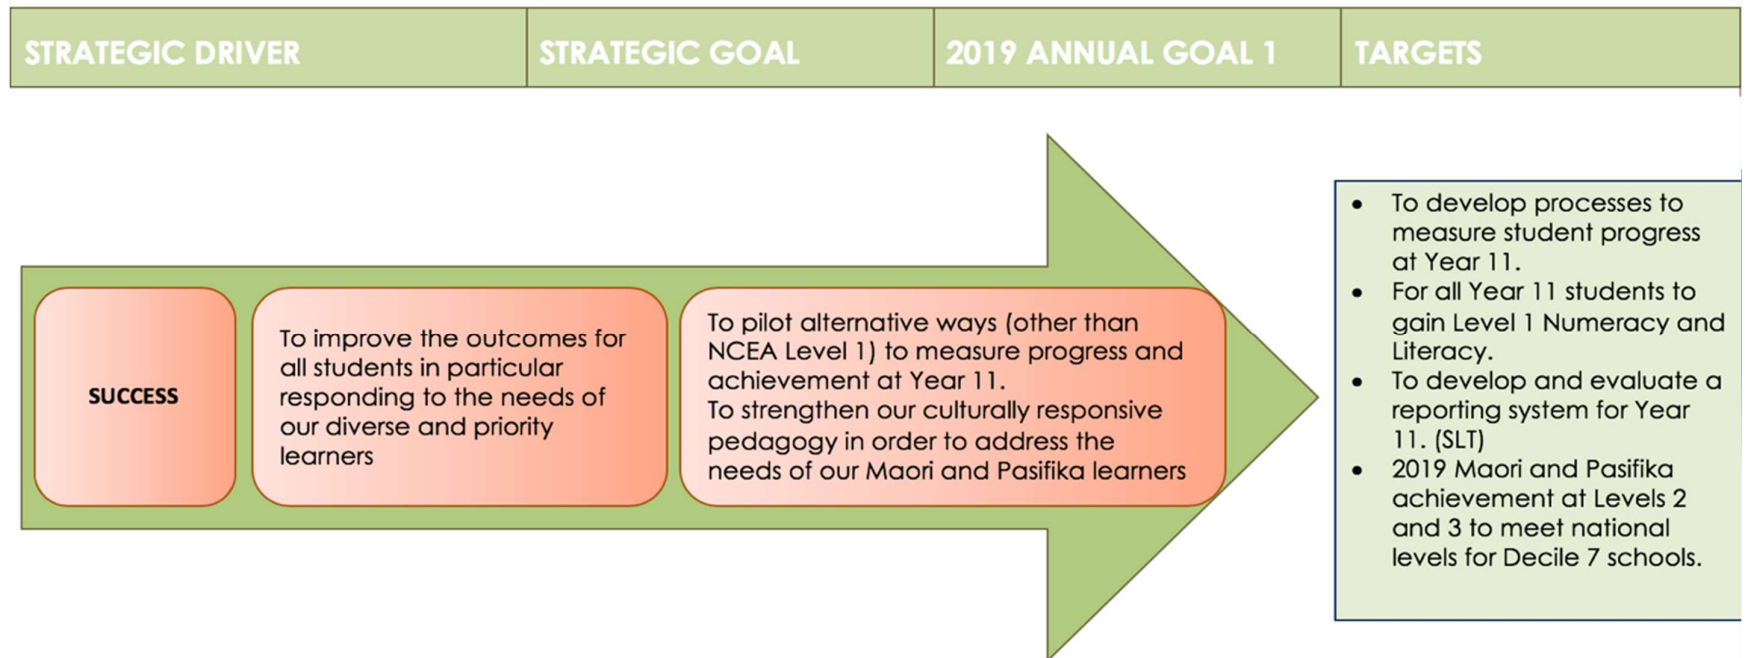 STRATEGIC DRIVER
STRATEGIC GOAL
2019 ANNUAL GOAL 1
TARGETS
SUCCESS
To improve the outcomes for
all students in particular
responding to the needs of
our diverse and priority
learners
To pilot alternative ways (other than
NCEA Level 1) to measure progress and
achievement at Year 11.
To strengthen our culturally responsive
pedagogy in order to address the
needs of our Maori and Pasifika learners
• To develop processes to
measure student progress
at Year 11.
• For all Year 11 students to
gain Level 1 Numeracy and
Literacy.
• To develop and evaluate a
reporting system for Year
11. (SLT)
• 2019 Maori and Pasifika
achievement at Levels 2
and 3 to meet national
levels for Decile 7 schools.